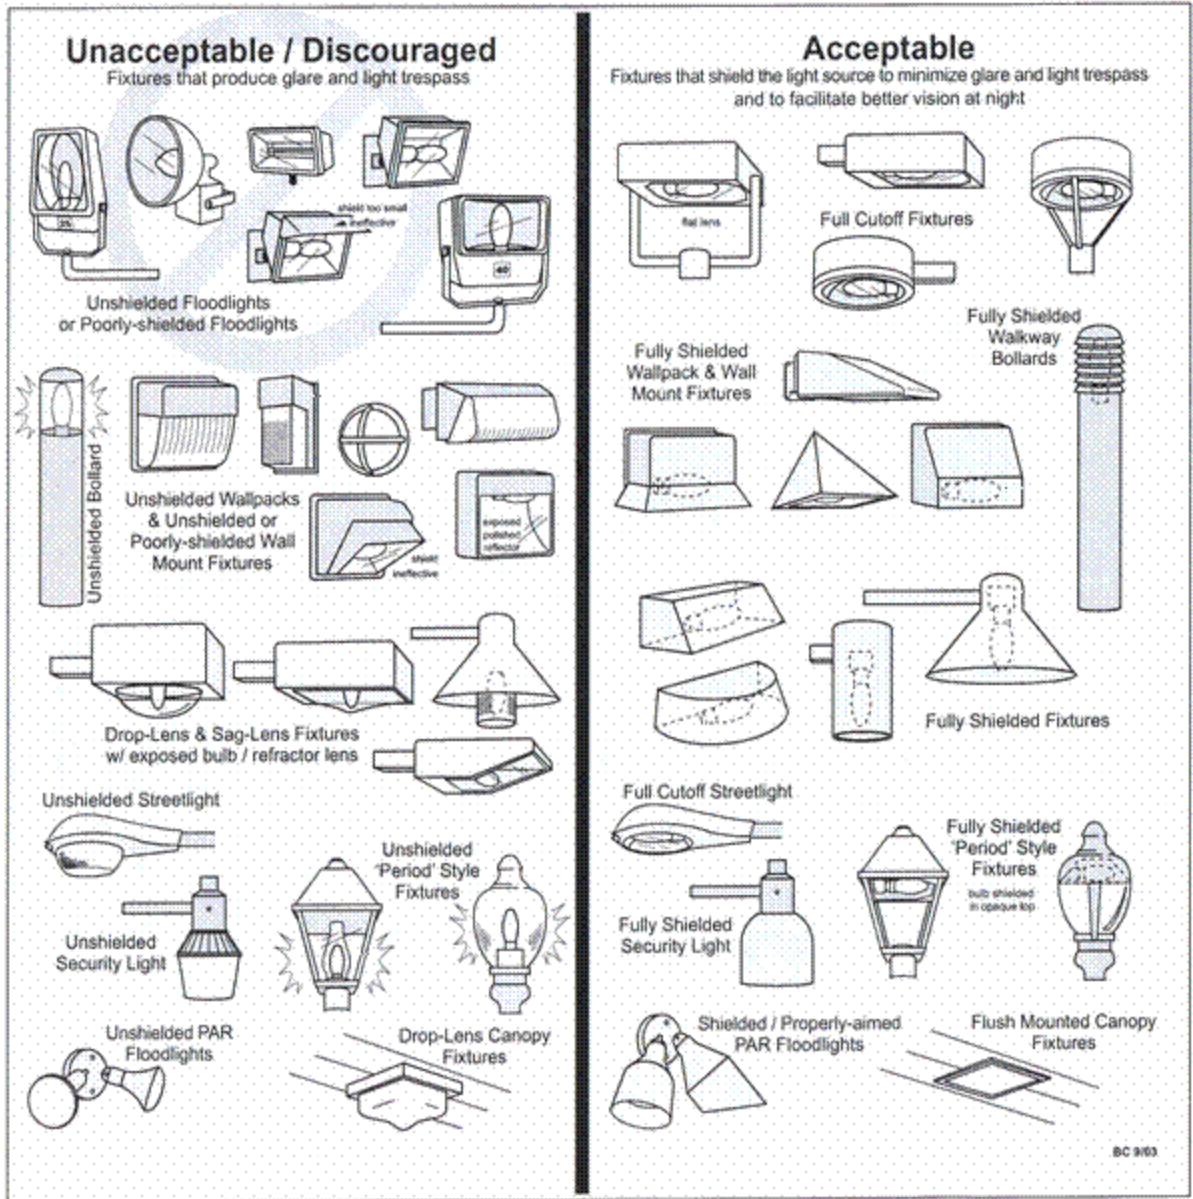 Unacceptable / Discouraged
Fixtures that produce glare and light trespass
shield too small
ineffective
Unshielded Floodlights
or Poorly-shielded Floodlights
Unshielded Bollard
Unshielded Wallpacks
& Unshielded or
Poorly-shielded Wall
Mount Fixtures
exposed
polished
reflector
shield
ineffective
Drop-Lens & Sag-Lens Fixtures
w/ exposed bulb / refractor lens
Unshielded Streetlight
Unshielded
'Period' Style
Fixtures
Unshielded
Security Light
Unshielded PAR
Floodlights
Drop-Lens Canopy
Fixtures
Acceptable
Fixtures that shield the light source to minimize glare and light trespass
and to facilitate better vision at night
flat lens
Full Cutoff Fixtures
Fully Shielded
Walkway
Bollards
Fully Shielded
Wallpack & Wall
Mount Fixtures
Fully Shielded Fixtures
Full Cutoff Streetlight
Fully Shielded
'Period' Style
Fixtures
bulb shielded
in opaque top
Fully Shielded
Security Light
Shielded / Properly-aimed
PAR Floodlights
Flush Mounted Canopy
Fixtures
BC 9/03